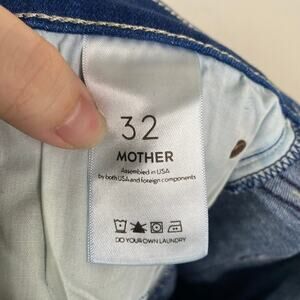 32
MOTHER
Assembled in USA
by both USA and foreign components
DO YOUR OWN LAUNDRY